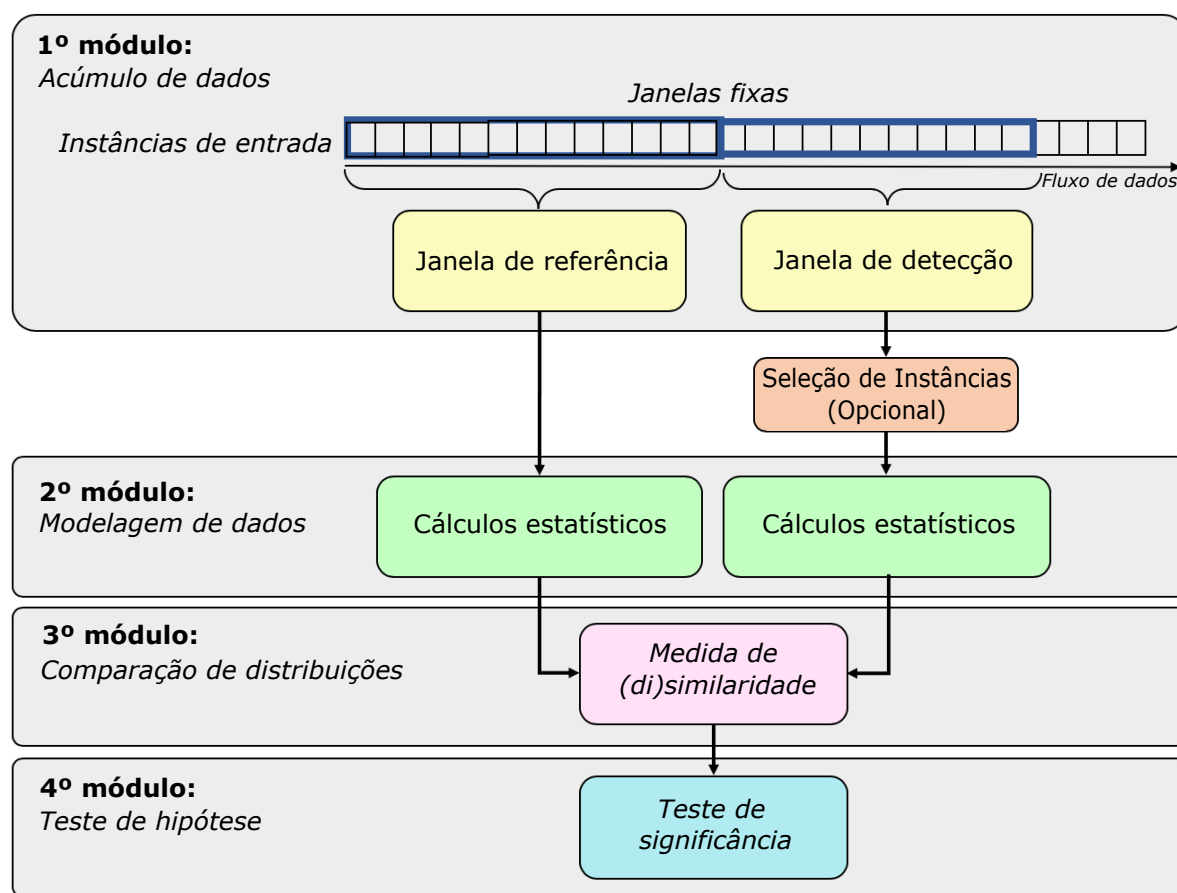 1º módulo:
Acúmulo de dados
Janelas fixas
Instâncias de entrada
Fluxo de dados
Janela de referência
Janela de detecção
Seleção de Instâncias
(Opcional)
2º módulo:
Modelagem de dados
Cálculos estatísticos
Cálculos estatísticos
3º módulo:
Comparação de distribuições
Medida de
(di)similaridade
4º módulo:
Teste de hipótese
Teste de
significância